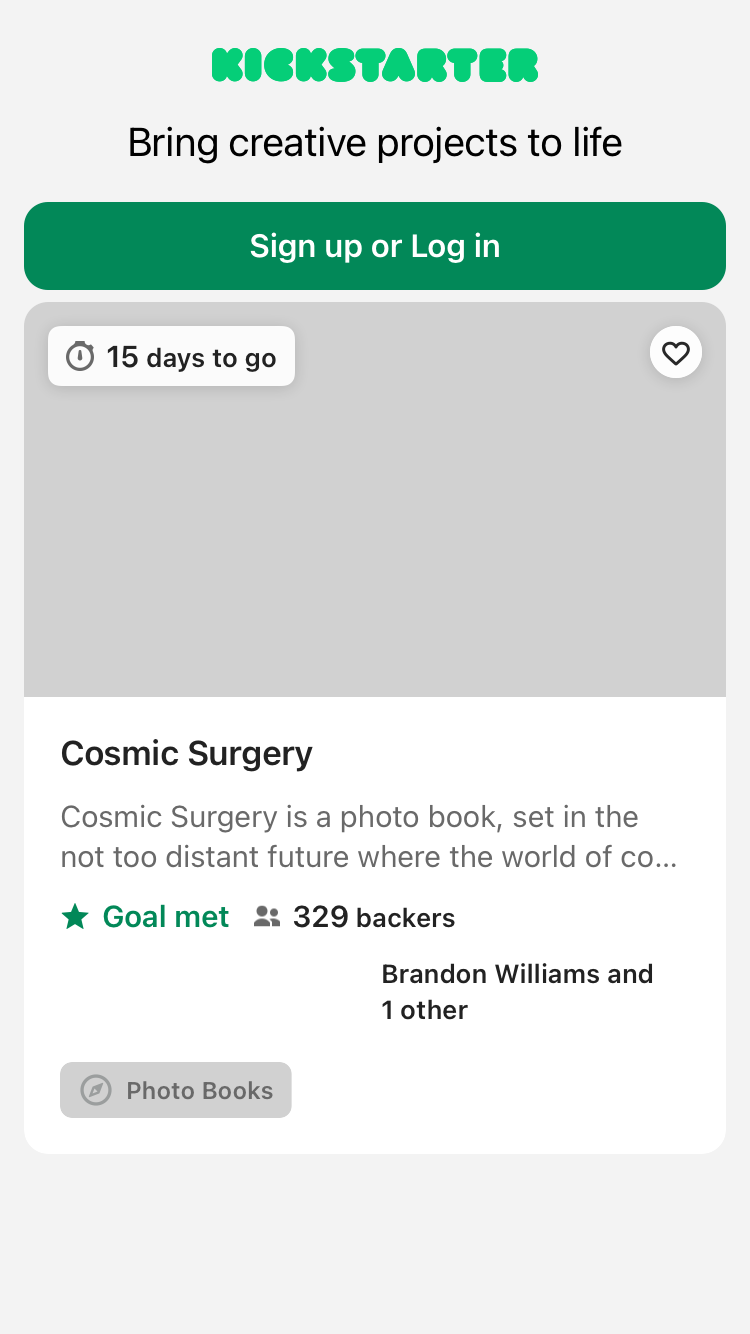 KICKSTARTER
Bring creative projects to life
Sign up or Log in
15 days to go
Cosmic Surgery
Cosmic Surgery is a photo book, set in the
not too distant future where the world of co...
Goal met 329 backers
Brandon Williams and
1 other
Photo Books